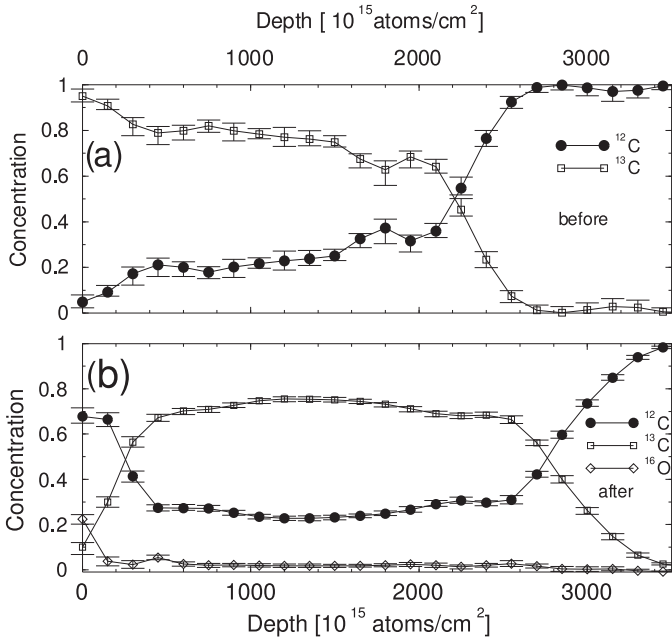 Depth [ 10^15 atoms/cm^2]
0 1000 2000 3000
1
0.8
0.6
0.4
0.2
0
Concentration
(a)
12C
13C
before
1
0.8
0.6
0.4
0.2
0
Concentration
(b)
12C
13C
16O
after
0 1000 2000 3000
Depth [10^15 atoms/cm^2]